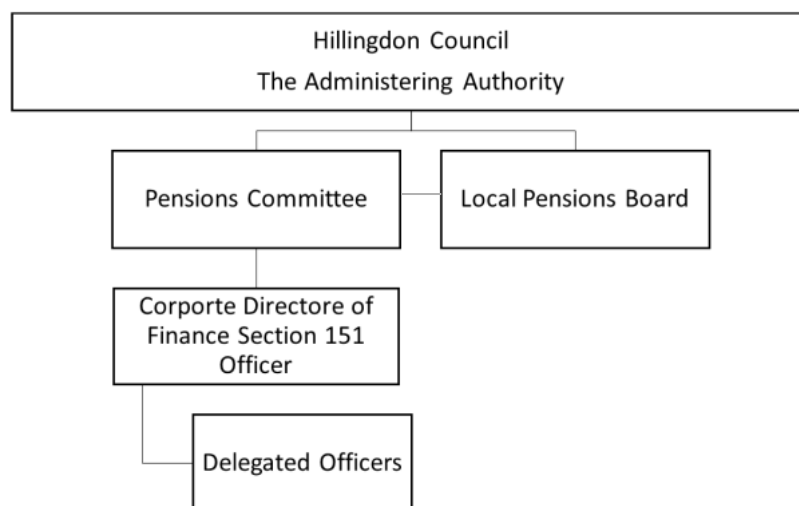 Hillingdon Council
The Administering Authority
Pensions Committee
Local Pensions Board
Corporte Directore of
Finance Section 151
Officer
Delegated Officers